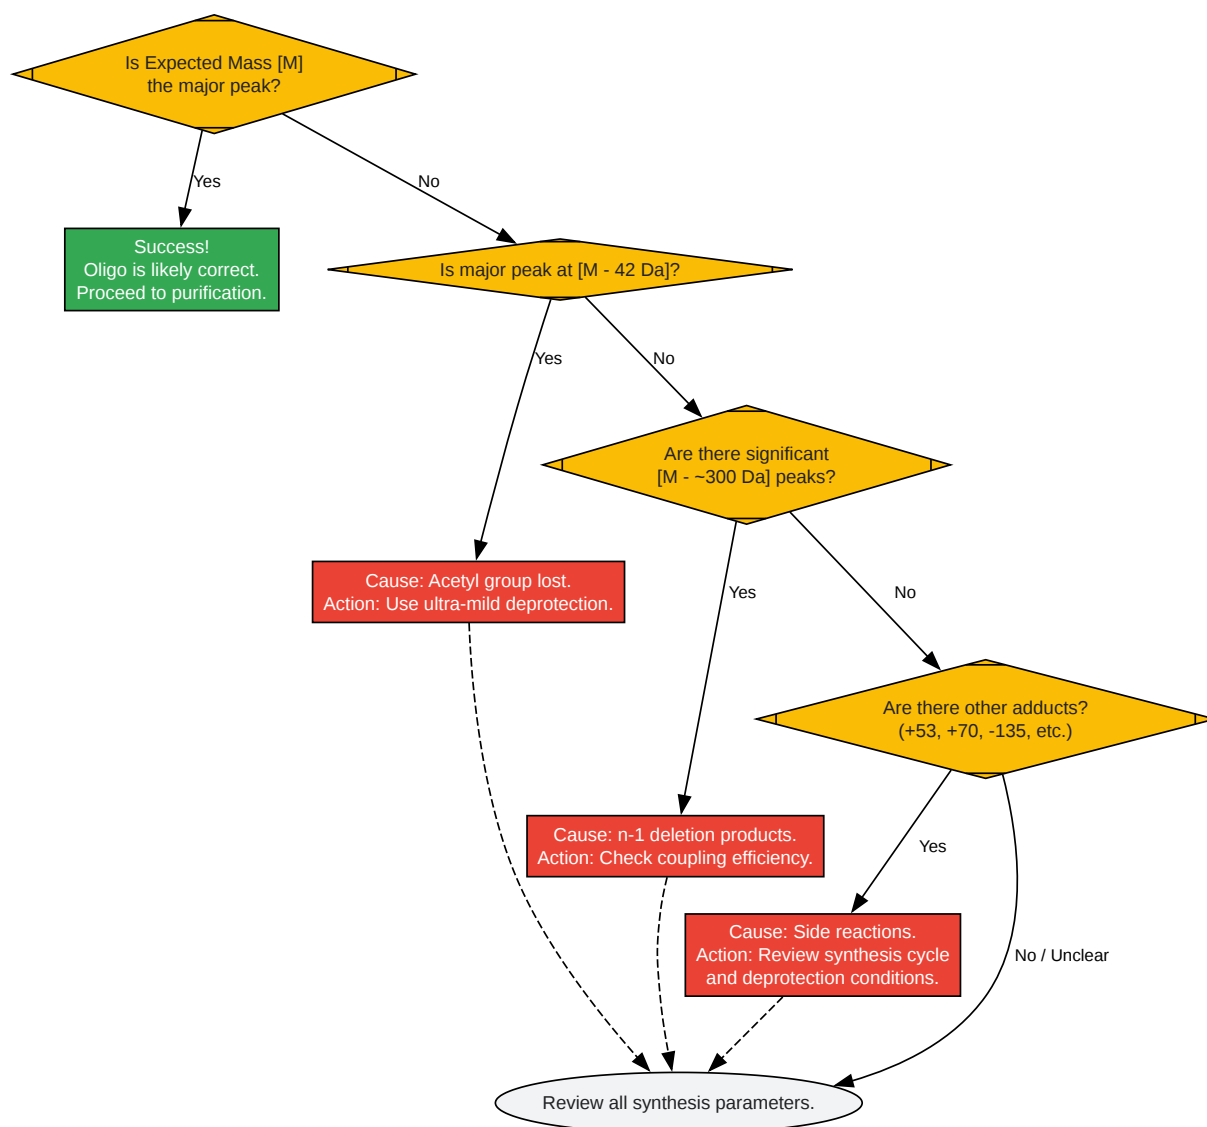 Is Expected Mass [M]
the major peak?
Yes
No
Success!
Oligo is likely correct.
Proceed to purification.
Is major peak at [M - 42 Da]?
Yes
No
Are there significant
[M - ~300 Da] peaks?
Cause: Acetyl group lost.
Action: Use ultra-mild deprotection.
Yes
No
Are there other adducts?
(+53, +70, -135, etc.)
Cause: n-1 deletion products.
Action: Check coupling efficiency.
Yes
Cause: Side reactions.
Action: Review synthesis cycle
and deprotection conditions.
No / Unclear
Review all synthesis parameters.